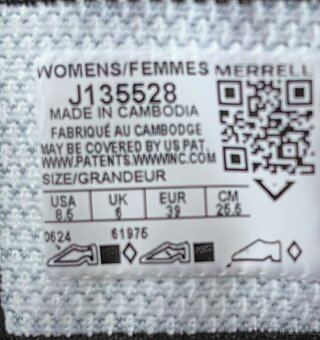 WOMENS/FEMMES MERRELL
J135528
MADE IN CAMBODIA
FABRIQUÉ AU CAMBODGE
MAY BE COVERED BY US PAT.
WWW.PATENTS.WWWINC.COM
SIZE/GRANDEUR
USA UK EUR CM
8.5 6 39 25.5
0624 61975